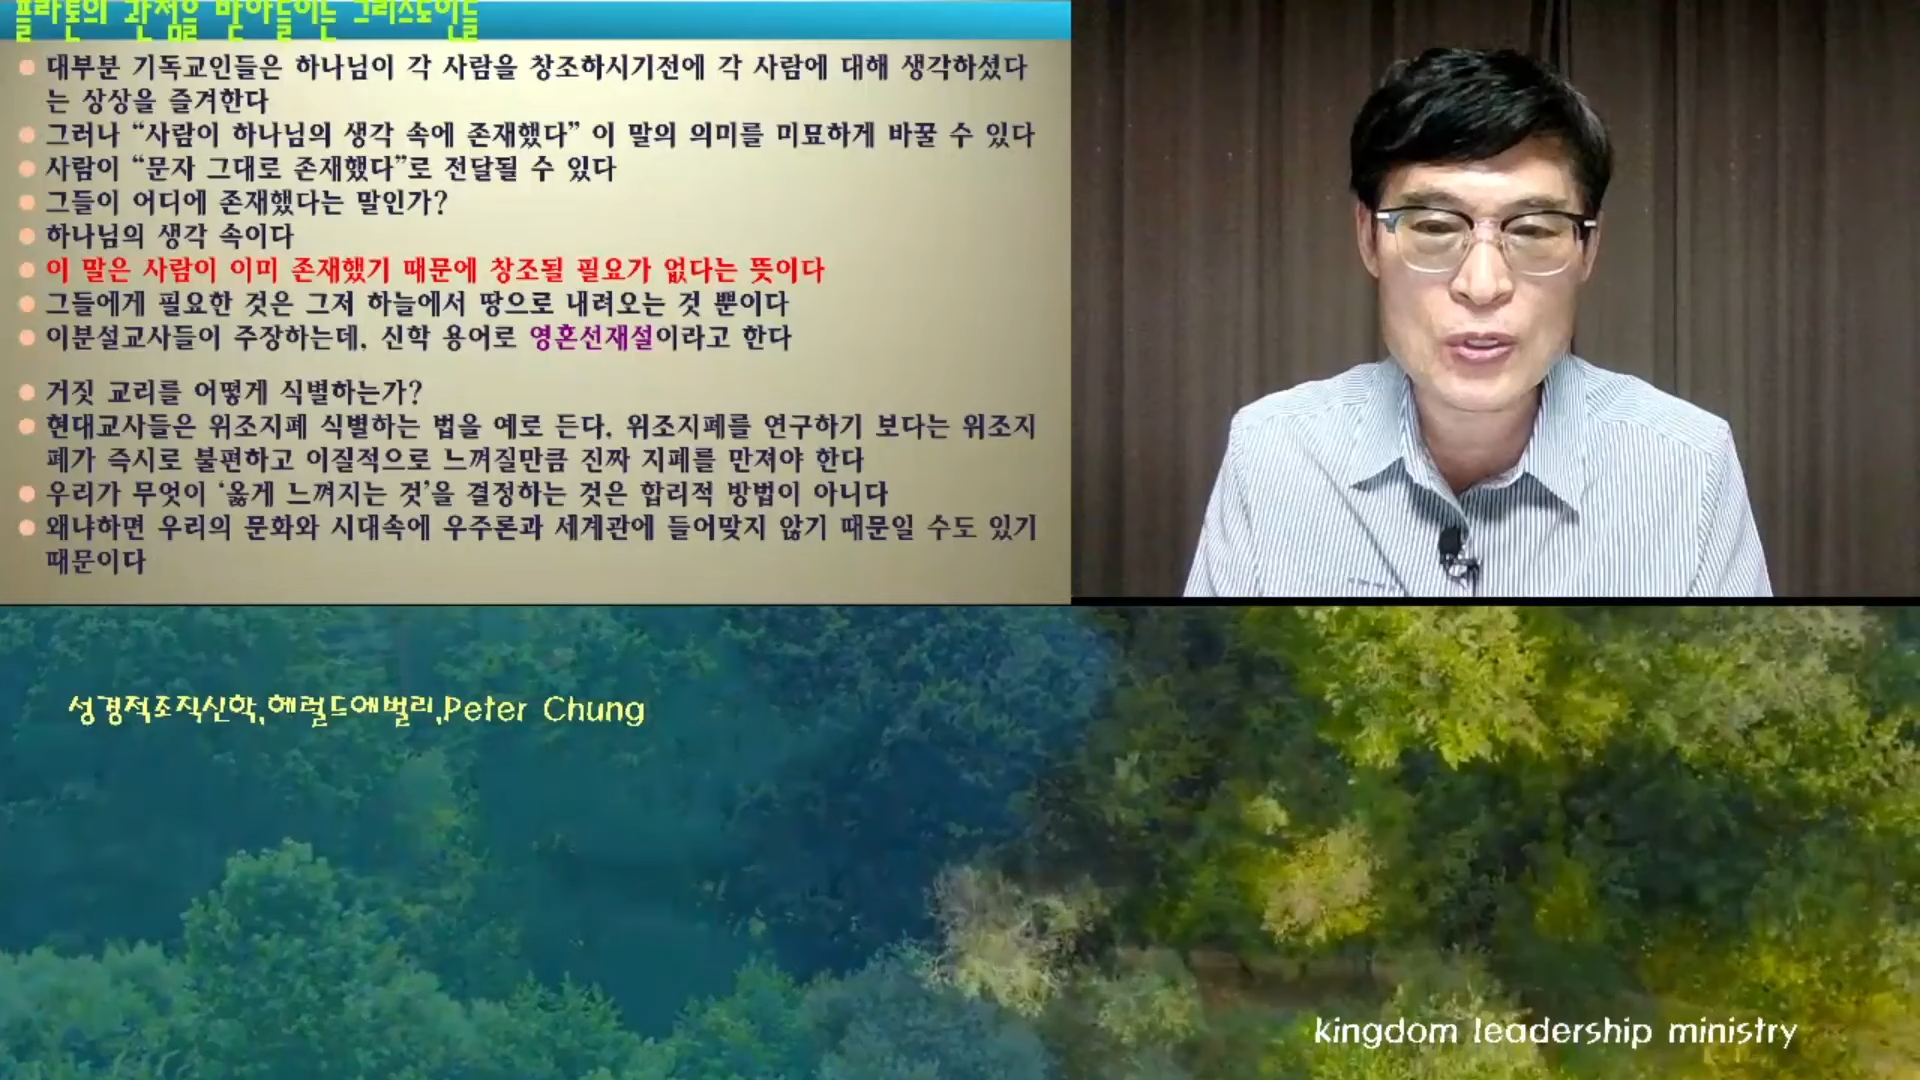 플라톤의 관점을 받아들이는 그리스도인들
대부분 기독교인들은 하나님이 각 사람을 창조하시기전에 각 사람에 대해 생각하셨다
는 상상을 즐겨한다
그러나 “사람이 하나님의 생각 속에 존재했다” 이 말의 의미를 미묘하게 바꿀 수 있다
사람이 “문자 그대로 존재했다”로 전달될 수 있다
그들이 어디에 존재했다는 말인가?
하나님의 생각 속이다
이 말은 사람이 이미 존재했기 때문에 창조될 필요가 없다는 뜻이다
그들에게 필요한 것은 그저 하늘에서 땅으로 내려오는 것 뿐이다
이분설교사들이 주장하는데, 신학 용어로 영혼선재설이라고 한다
거짓 교리를 어떻게 식별하는가?
현대교사들은 위조지폐 식별하는 법을 예로 든다. 위조지폐를 연구하기 보다는 위조지
폐가 즉시로 불편하고 이질적으로 느껴질만큼 진짜 지폐를 만져야 한다
우리가 무엇이 ‘옳게 느껴지는 것’을 결정하는 것은 합리적 방법이 아니다
왜냐하면 우리의 문화와 시대속에 우주론과 세계관에 들어맞지 않기 때문일 수도 있기
때문이다
성경적조직신학,헤럴드에벌리,Peter Chung
kingdom leadership ministry